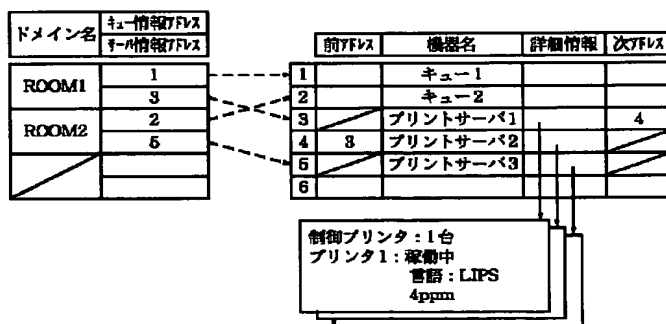 ドメイン名 キュー情報アドレス
テール情報アドレス
ROOM1 1
3
ROOM2 2
5
前アドレス 機器名 詳細情報 次アドレス
1 キュー1
2 キュー2
3 プリントサーバ1 4
4 3 プリントサーバ2
5 プリントサーバ3
6
制御プリンタ:1台
プリンタ1:稼働中
言語:LIPS
4ppm